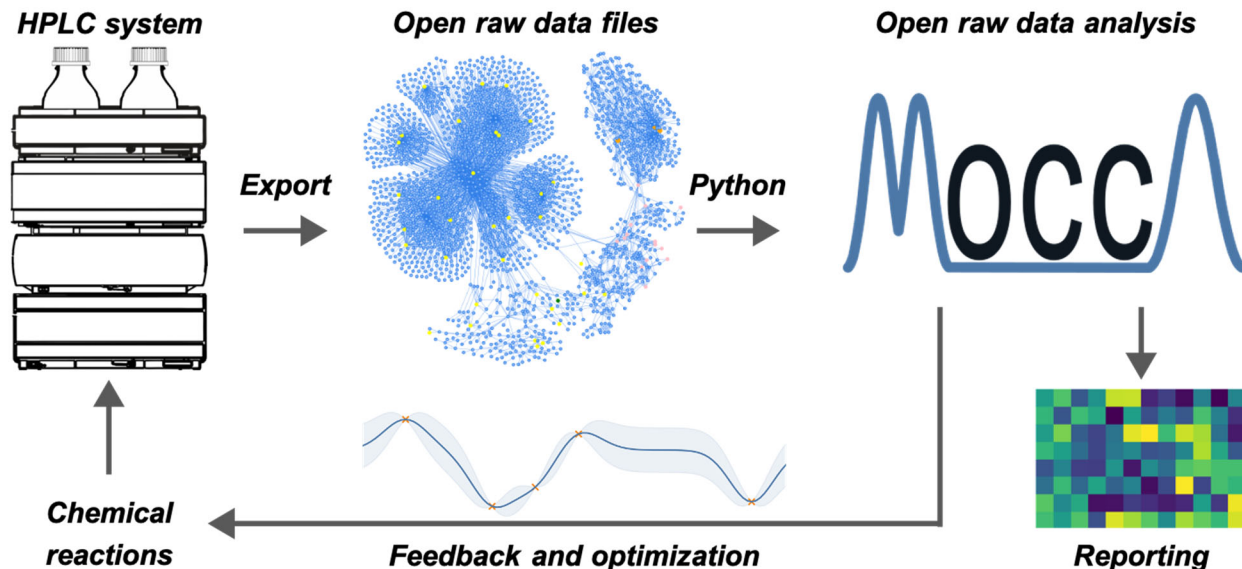 HPLC system
Open raw data files
Open raw data analysis
Export
Python
MOCCA
Chemical
reactions
Feedback and optimization
Reporting